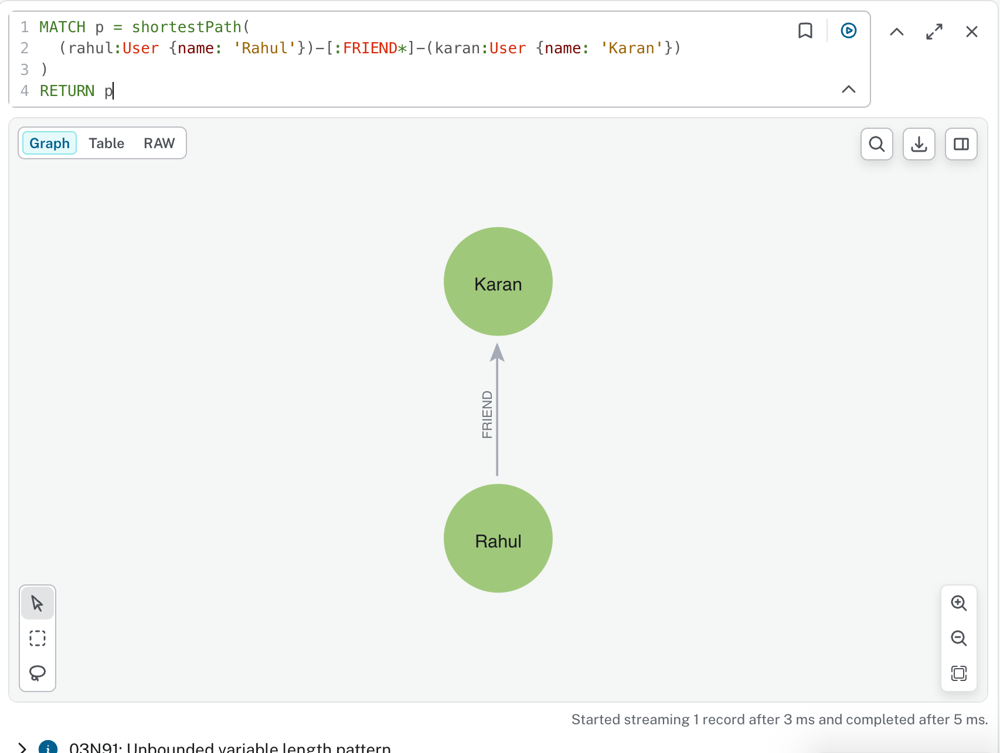 1 MATCH p = shortestPath(
2   (rahul:User {name: 'Rahul'})-[:FRIEND*]-(karan:User {name: 'Karan'})
3 )
4 RETURN p
Graph Table RAW
Karan
FRIEND
Rahul
Started streaming 1 record after 3 ms and completed after 5 ms.
03N91: Unbounded variable length pattern